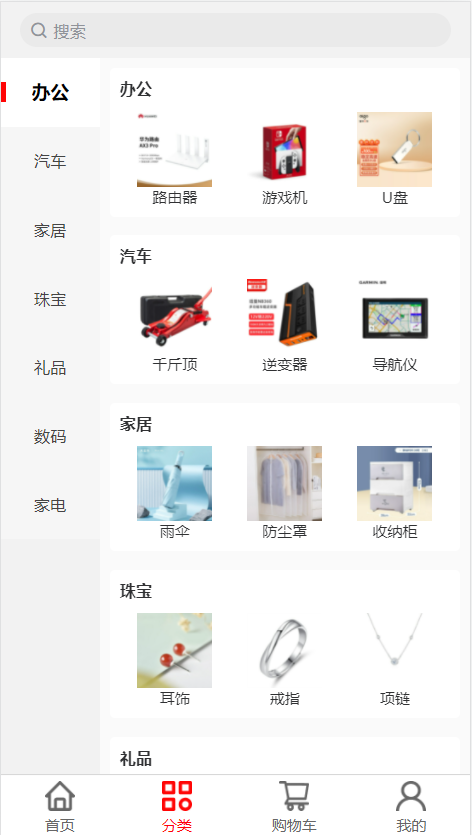 搜索
办公
汽车
家居
珠宝
礼品
数码
家电
办公
华为路由
AX3 Pro
路由器
游戏机
U盘
汽车
千斤顶
逆变器
GARMIN
导航仪
家居
雨伞
防尘罩
收纳柜
珠宝
耳饰
戒指
项链
礼品
首页
分类
购物车
我的